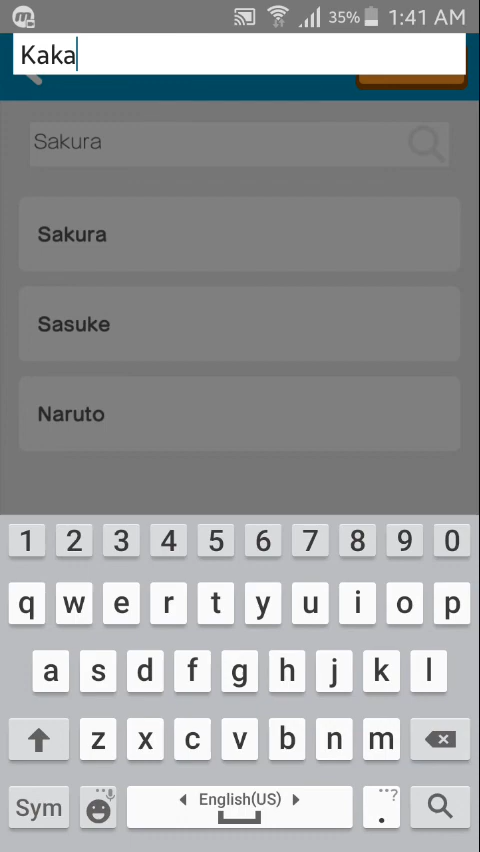 35% 1:41 AM
Kaka
Sakura
Sakura
Sasuke
Naruto
1 2 3 4 5 6 7 8 9 0
q w e r t y u i o p
a s d f g h j k l
z x c v b n m
Sym English(US) . ?